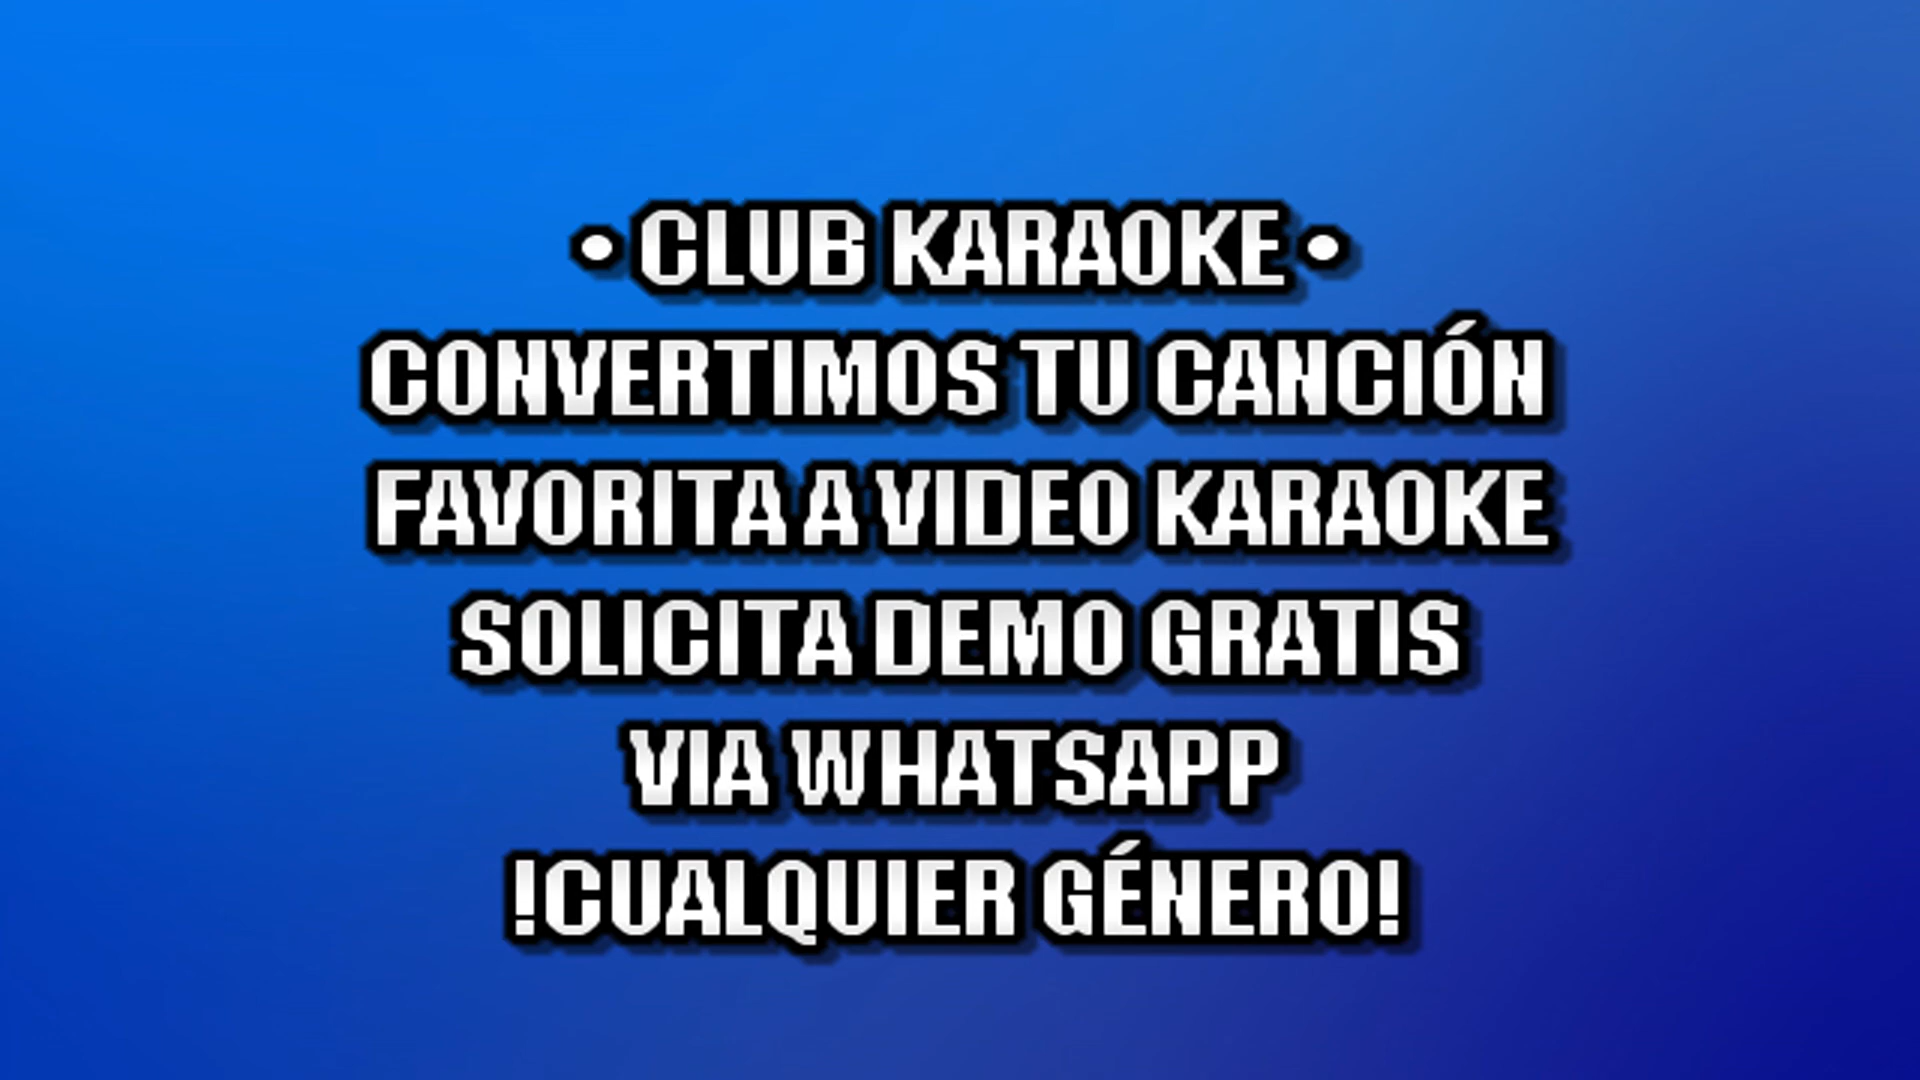 • CLUB KARAOKE •
CONVERTIMOS TU CANCIÓN
FAVORITA A VIDEO KARAOKE
SOLICITA DEMO GRATIS
VIA WHATSAPP
!CUALQUIER GÉNERO!